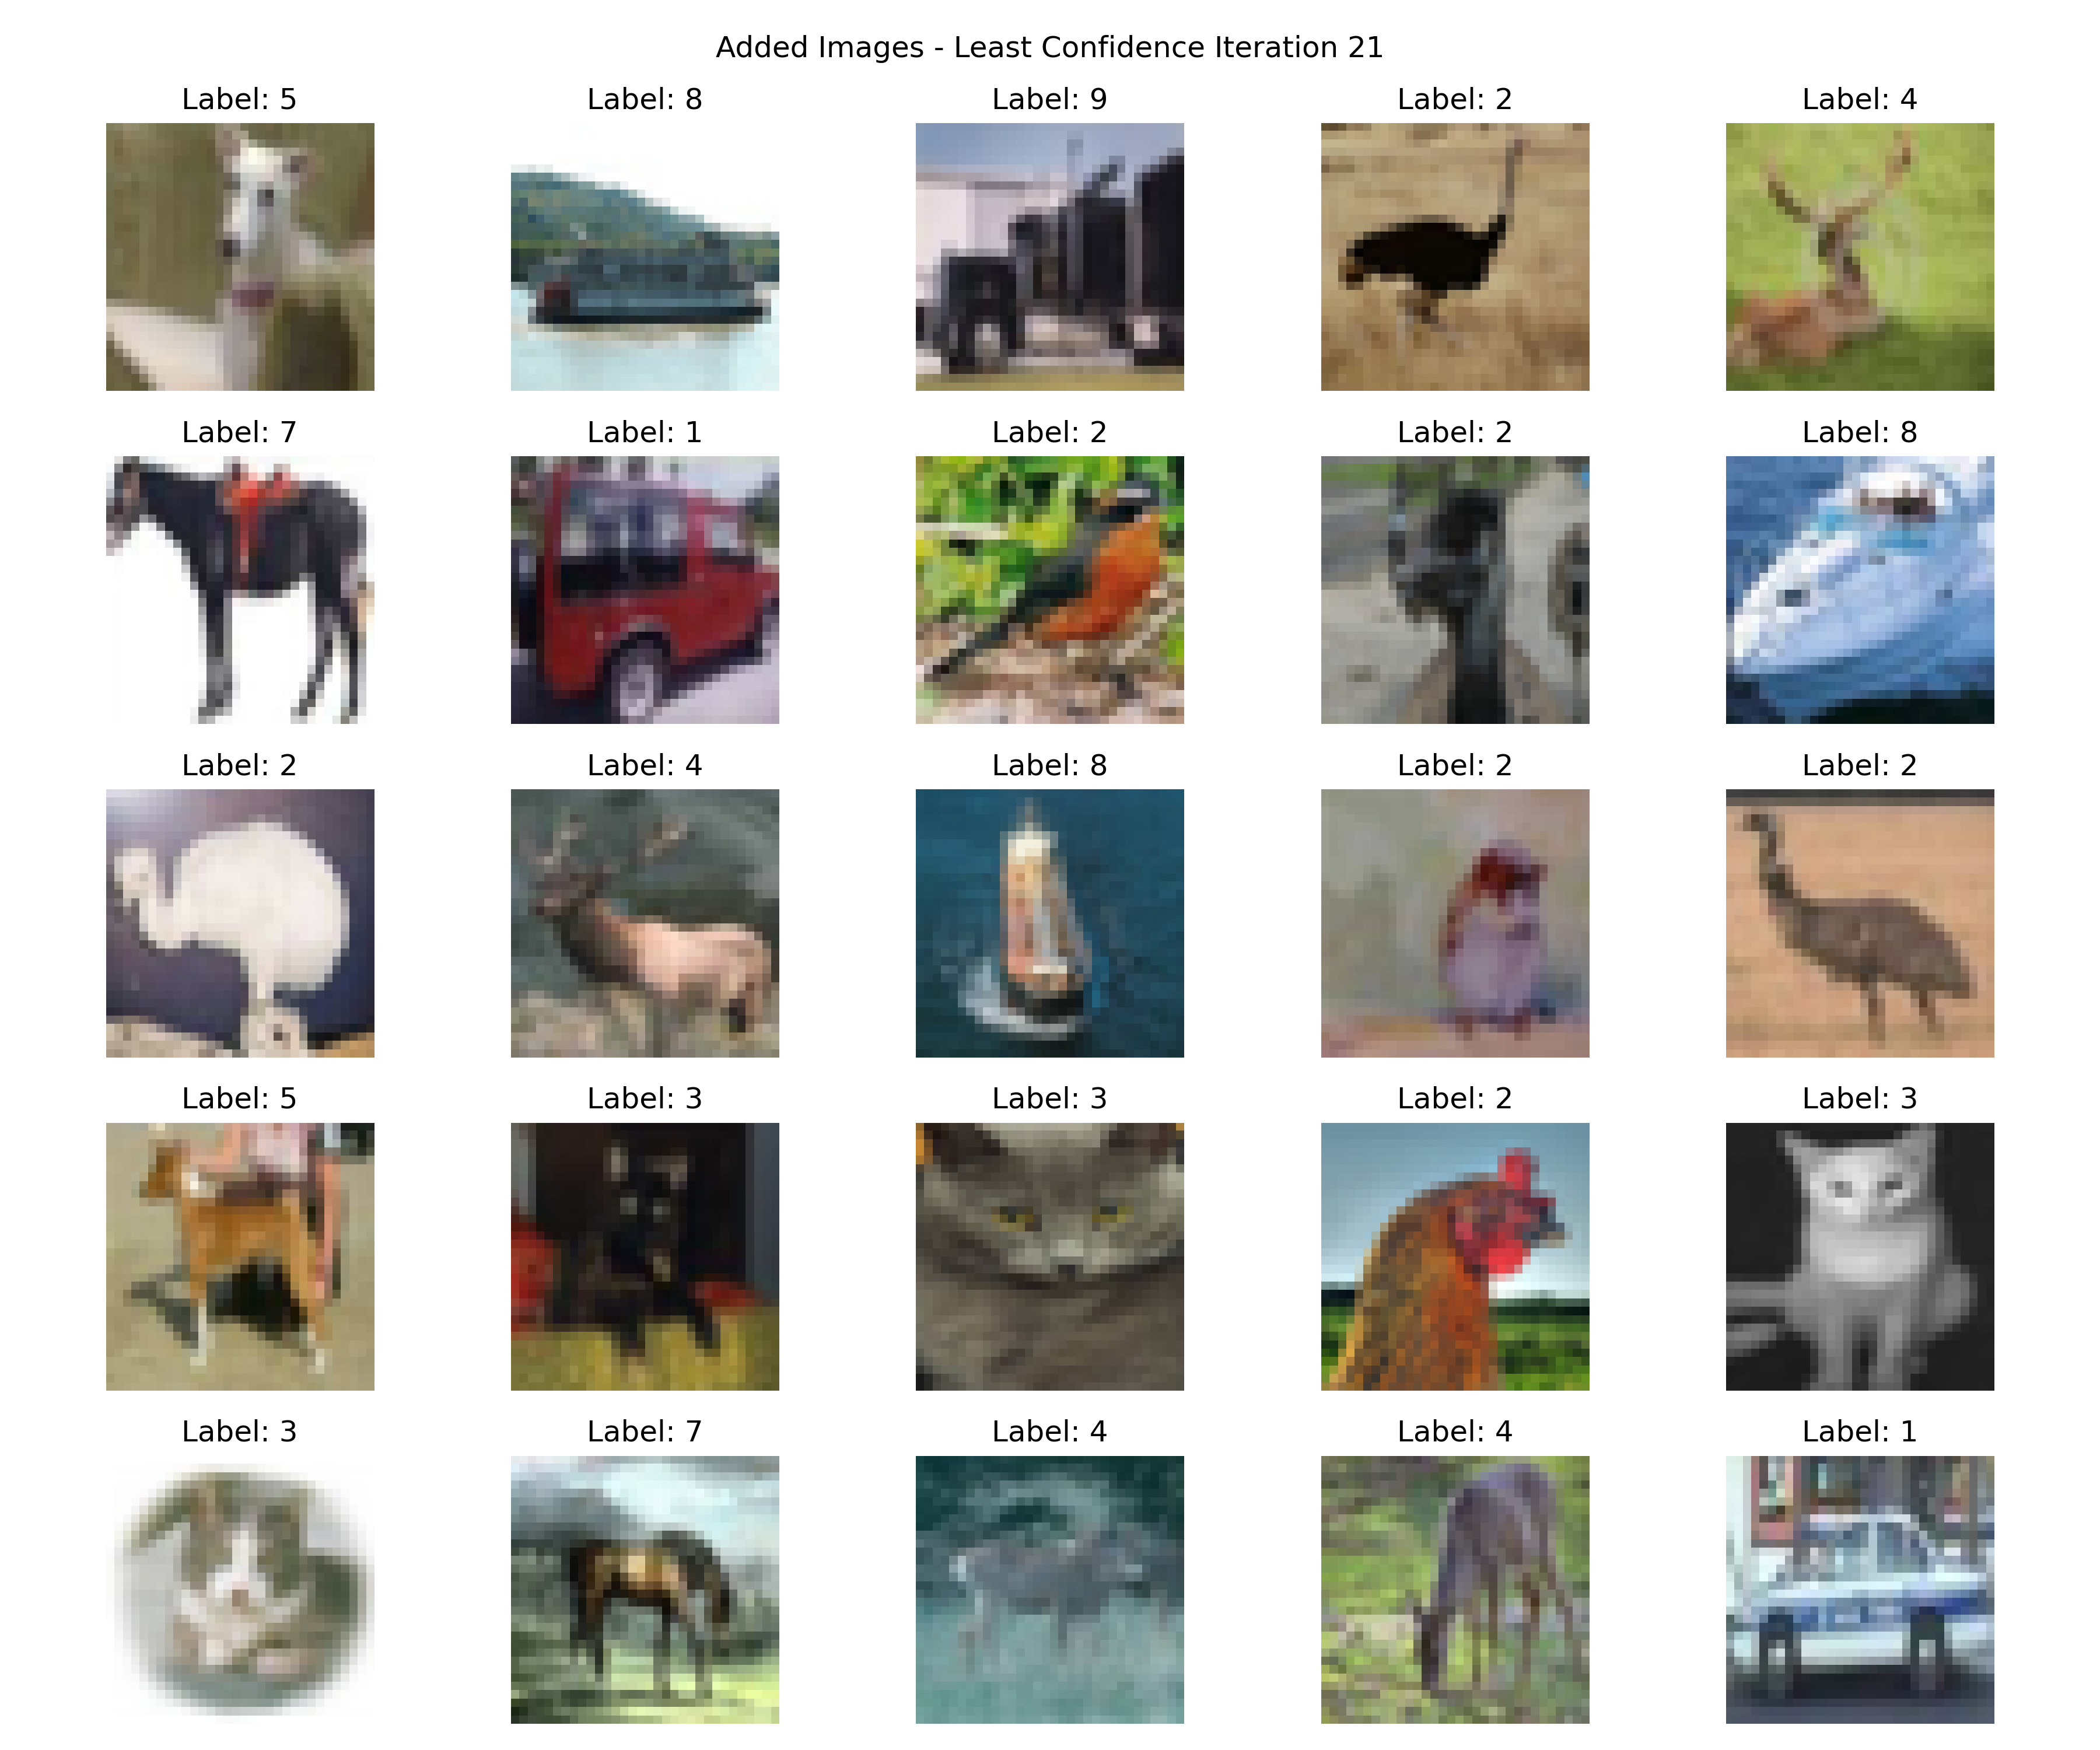 Added Images - Least Confidence Iteration 21
Label: 5 Label: 8 Label: 9 Label: 2 Label: 4
Label: 7 Label: 1 Label: 2 Label: 2 Label: 8
Label: 2 Label: 4 Label: 8 Label: 2 Label: 2
Label: 5 Label: 3 Label: 3 Label: 2 Label: 3
Label: 3 Label: 7 Label: 4 Label: 4 Label: 1